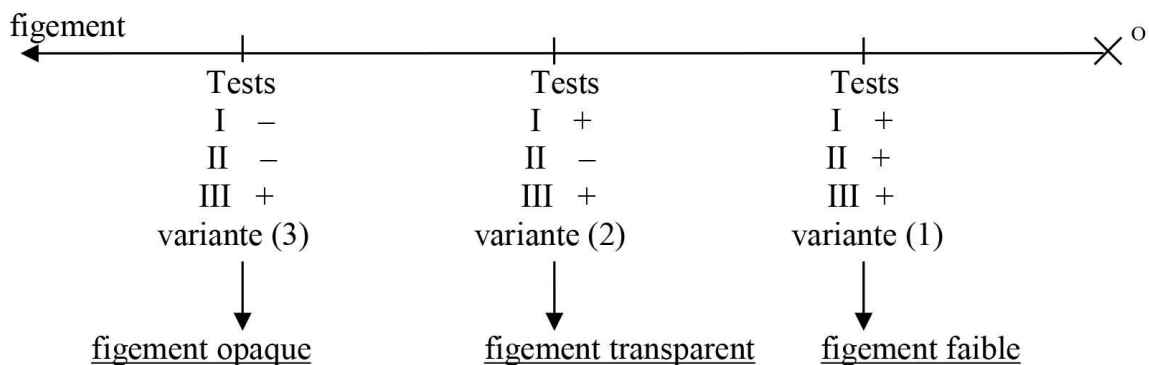 figement O
Tests Tests Tests
I – I + I +
II – II – II +
III + III + III +
variante (3) variante (2) variante (1)
figement opaque figement transparent figement faible